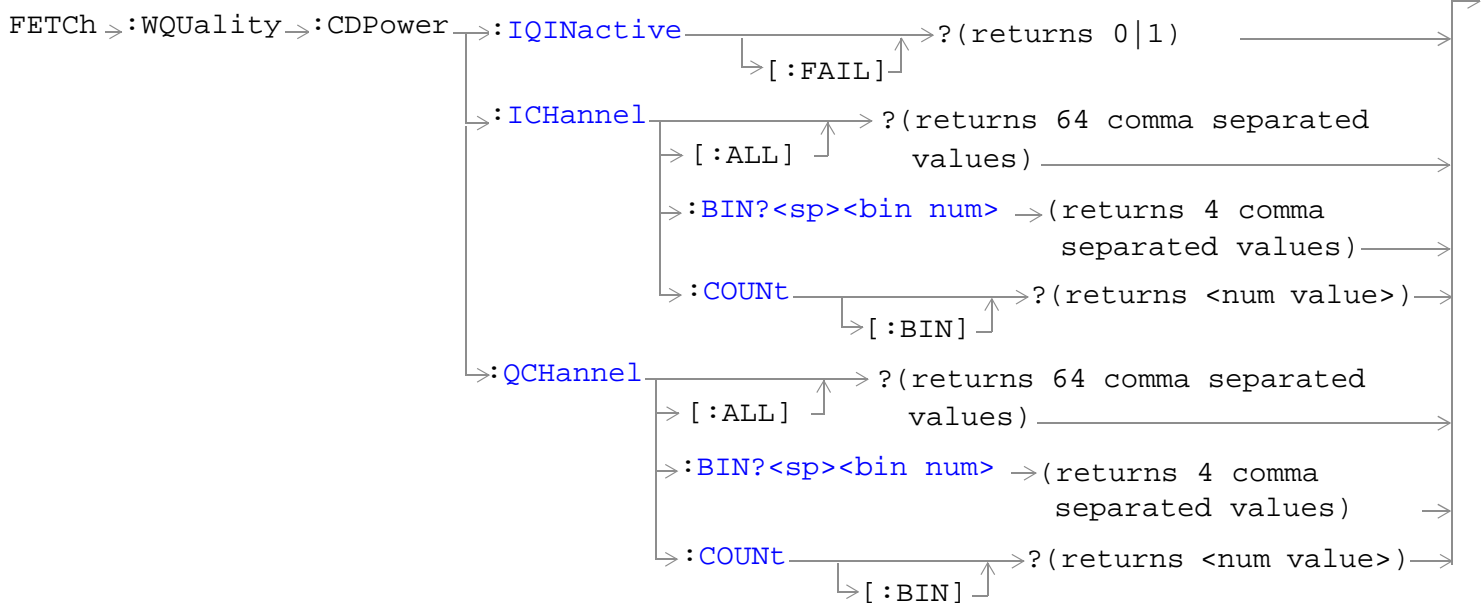 FETCh :WQUality :CDPower :IQINactive ?(returns 0|1)
[:FAIL]
:ICHannel ?(returns 64 comma separated
[:ALL] values)
:BIN?<sp><bin num> (returns 4 comma
separated values)
:COUNt ?(returns <num value>)
[:BIN]
:QCHannel ?(returns 64 comma separated
[:ALL] values)
:BIN?<sp><bin num> (returns 4 comma
separated values)
:COUNt ?(returns <num value>)
[:BIN]